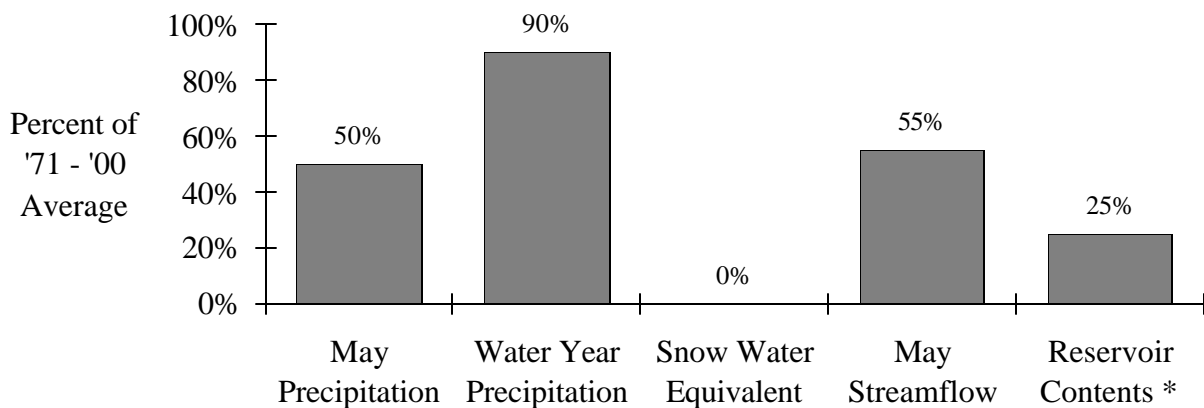 100%
80%
60%
40%
20%
0%
Percent of
'71 - '00
Average
50%
90%
0%
55%
25%
May
Precipitation
Water Year
Precipitation
Snow Water
Equivalent
May
Streamflow
Reservoir
Contents *